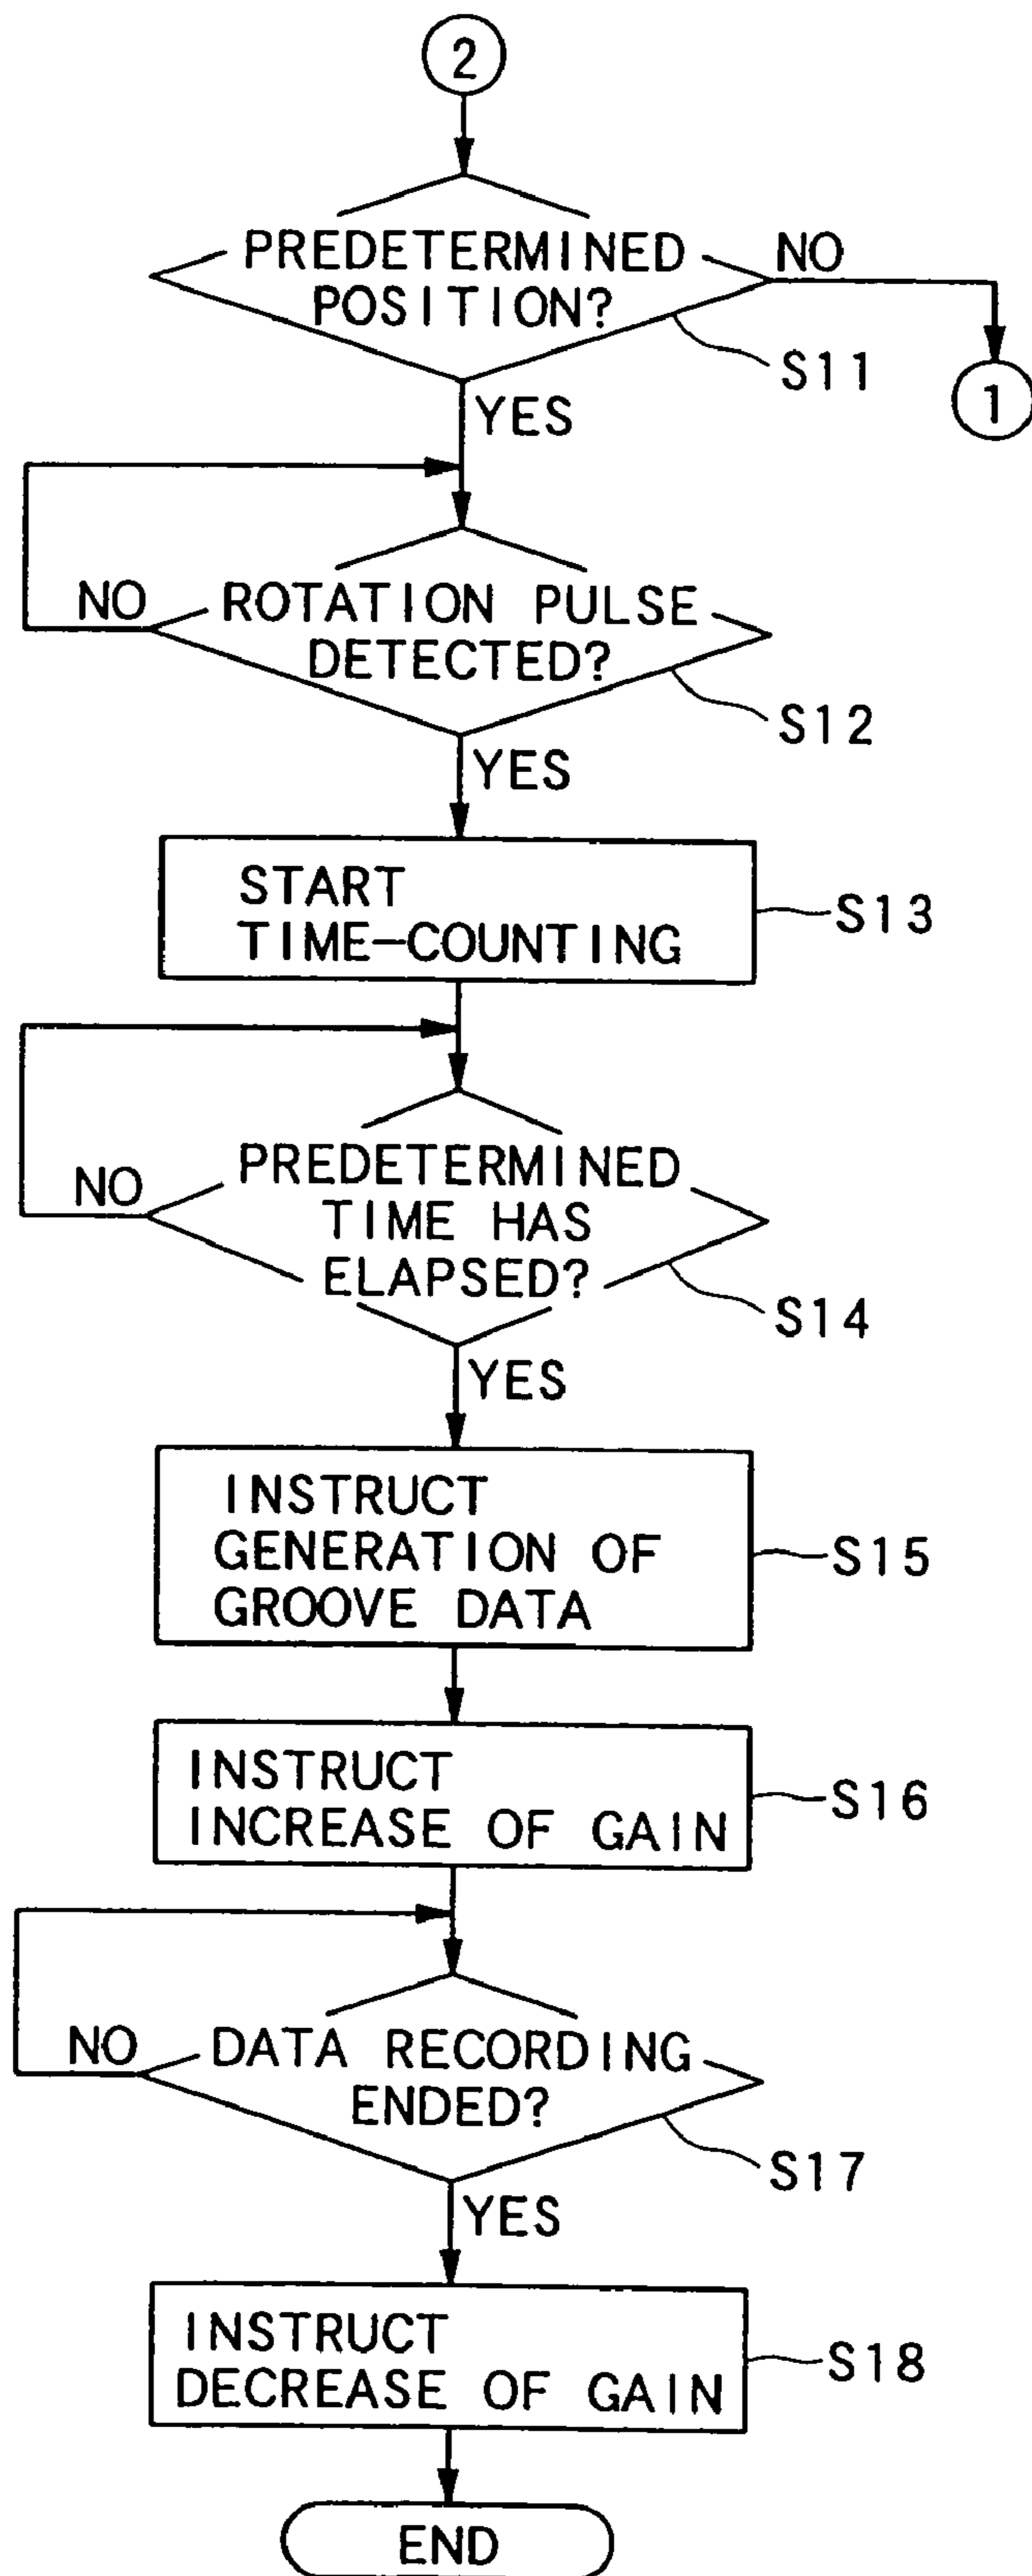 2
PREDETERMINED
POSITION?
NO
S11
1
YES
NO
ROTATION PULSE
DETECTED?
S12
YES
START
TIME-COUNTING
S13
NO
PREDETERMINED
TIME HAS
ELAPSED?
S14
YES
INSTRUCT
GENERATION OF
GROOVE DATA
S15
INSTRUCT
INCREASE OF GAIN
S16
NO
DATA RECORDING
ENDED?
S17
YES
INSTRUCT
DECREASE OF GAIN
S18
END